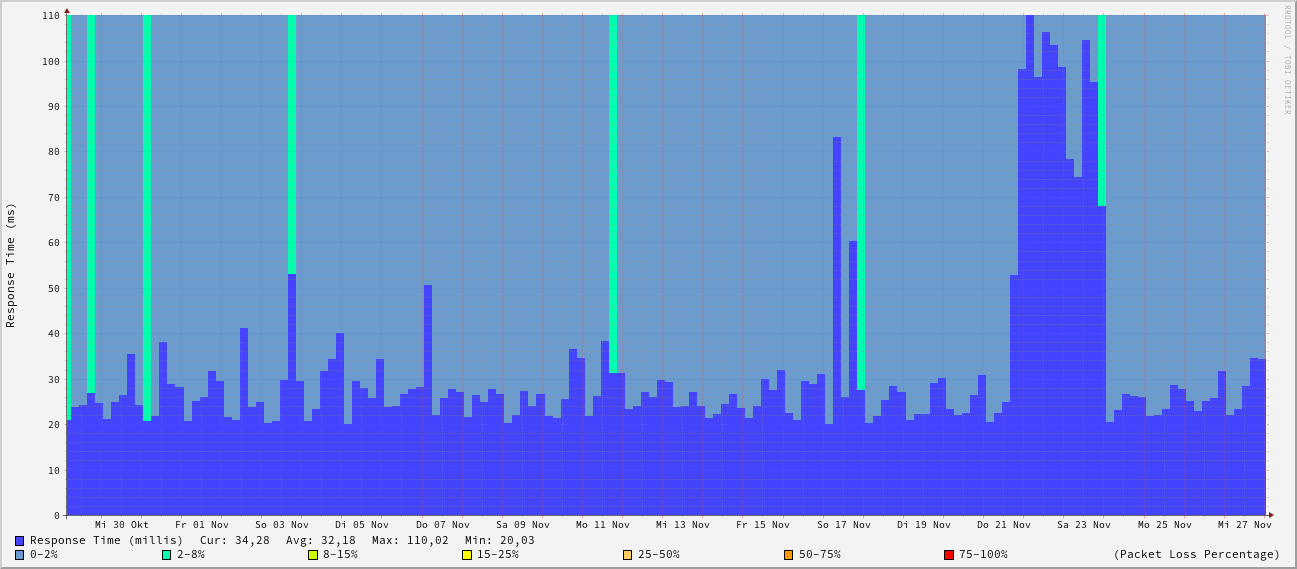 RRDTOOL / TOBI OETIKER
Response Time (ms)
110
100
90
80
70
60
50
40
30
20
10
0
Mi 30 Okt Fr 01 Nov So 03 Nov Di 05 Nov Do 07 Nov Sa 09 Nov Mo 11 Nov Mi 13 Nov Fr 15 Nov So 17 Nov Di 19 Nov Do 21 Nov Sa 23 Nov Mo 25 Nov Mi 27 Nov
Response Time (millis) Cur: 34,28 Avg: 32,18 Max: 110,02 Min: 20,03
0-2% 2-8% 8-15% 15-25% 25-50% 50-75% 75-100% (Packet Loss Percentage)